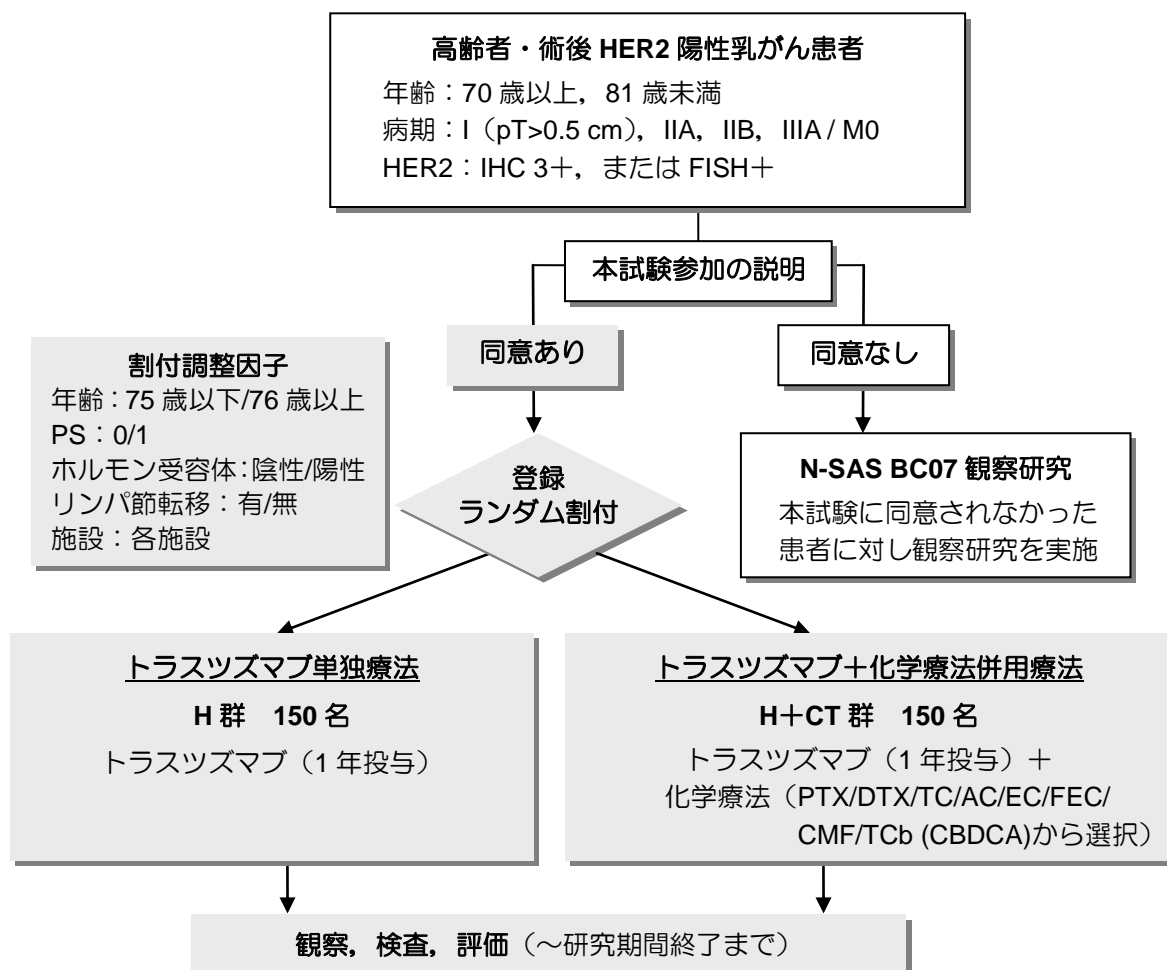 高齢者・術後 HER2 陽性乳がん患者
年齢：70 歳以上，81 歳未満
病期：I（pT>0.5 cm），IIA，IIB，IIIA / M0
HER2：IHC 3＋，または FISH＋
本試験参加の説明
同意あり
同意なし
割付調整因子
年齢：75 歳以下/76 歳以上
PS：0/1
ホルモン受容体：陰性/陽性
リンパ節転移：有/無
施設：各施設
登録
ランダム割付
N-SAS BC07 観察研究
本試験に同意されなかった
患者に対し観察研究を実施
トラスツズマブ単独療法
H 群　150 名
トラスツズマブ（1 年投与）
トラスツズマブ＋化学療法併用療法
H＋CT 群　150 名
トラスツズマブ（1 年投与）＋
化学療法（PTX/DTX/TC/AC/EC/FEC/
CMF/TCb (CBDCA)から選択）
観察，検査，評価（～研究期間終了まで）